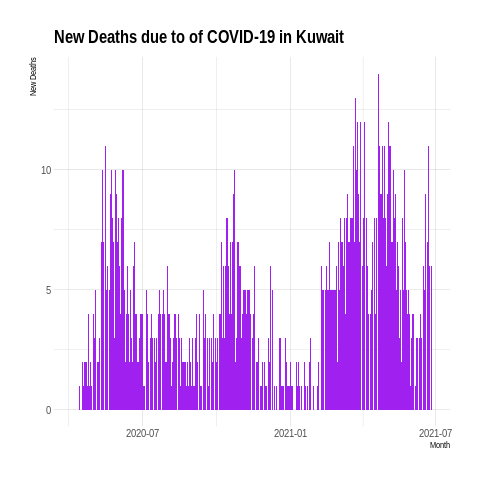 New Deaths due to of COVID-19 in Kuwait
New Deaths
10
5
0
2020-07
2021-01
2021-07
Month